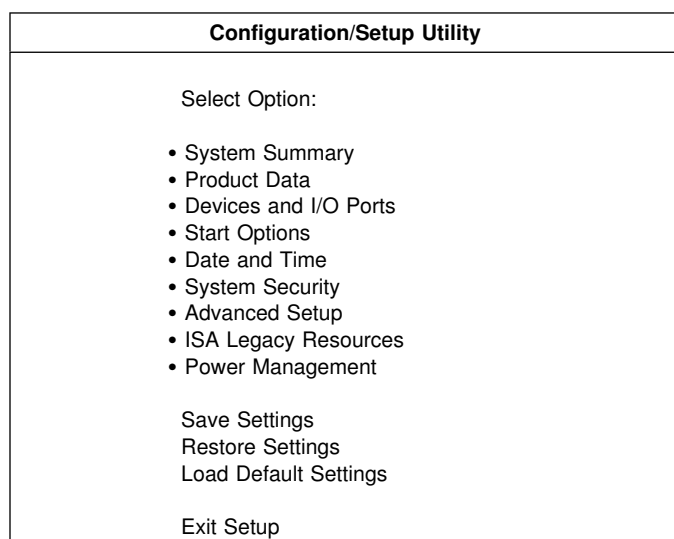 Configuration/Setup Utility
Select Option:
• System Summary
• Product Data
• Devices and I/O Ports
• Start Options
• Date and Time
• System Security
• Advanced Setup
• ISA Legacy Resources
• Power Management
Save Settings
Restore Settings
Load Default Settings
Exit Setup